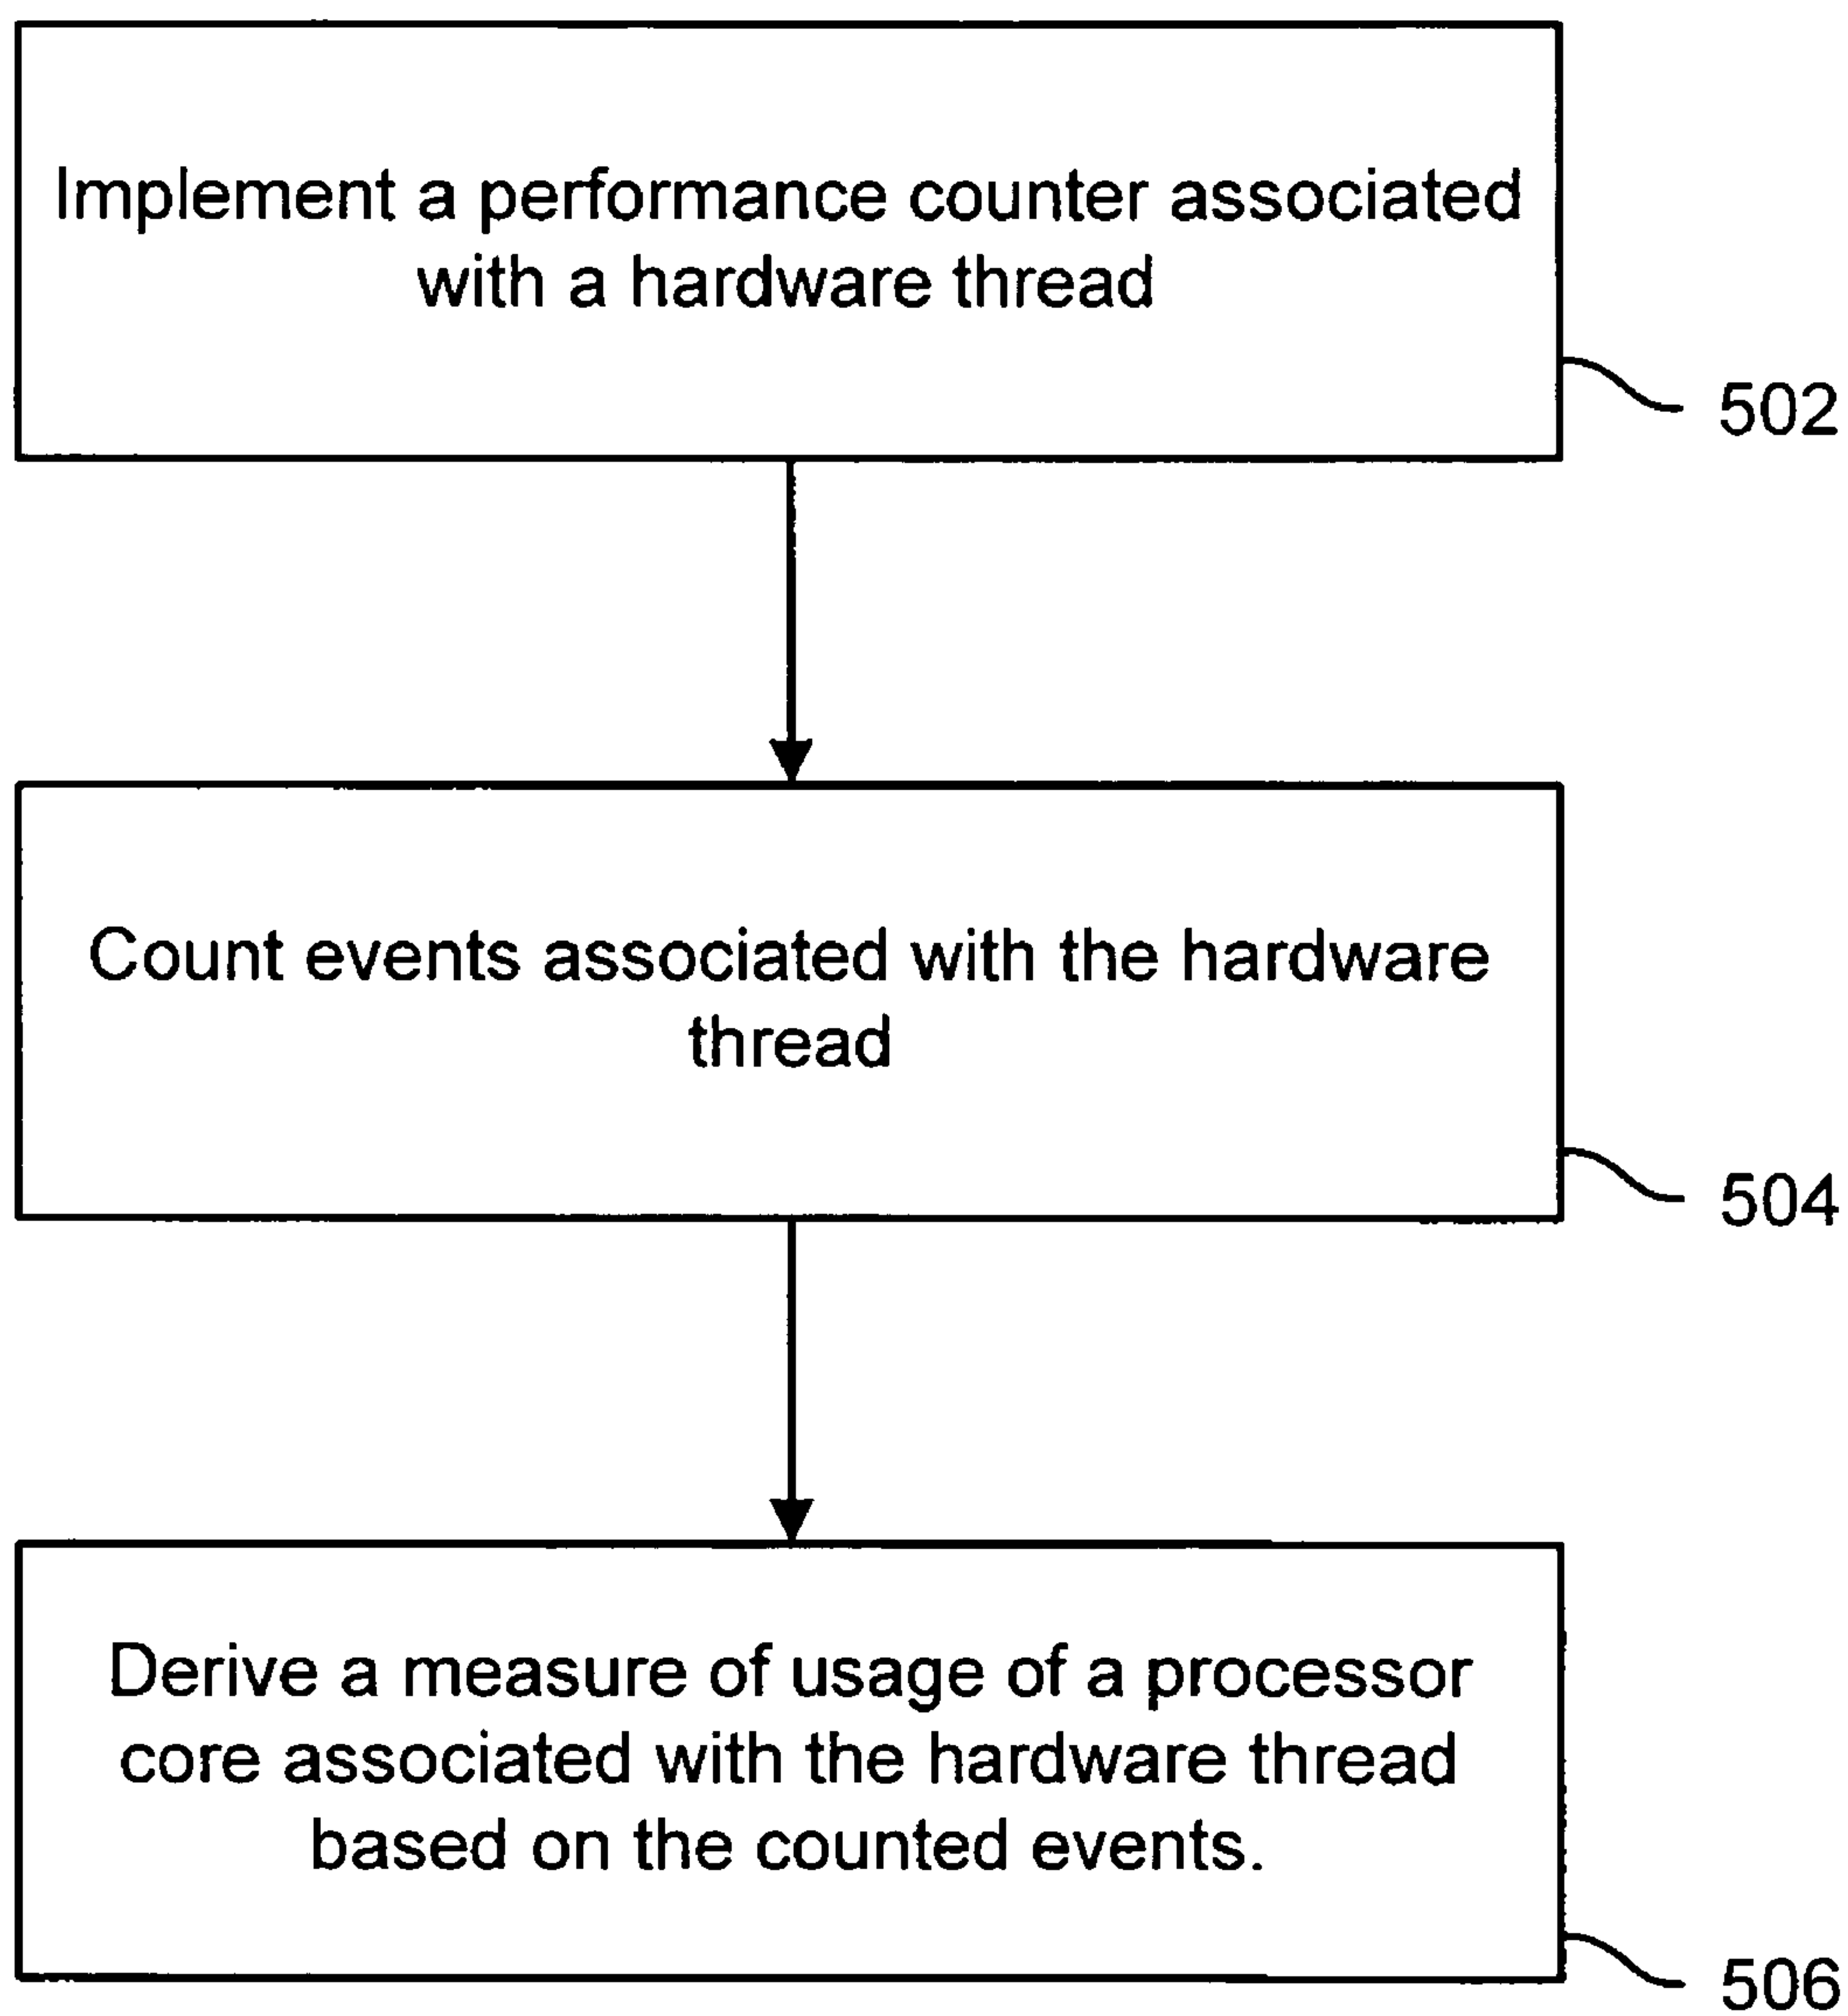 Implement a performance counter associated
with a hardware thread
502
Count events associated with the hardware
thread
504
Derive a measure of usage of a processor
core associated with the hardware thread
based on the counted events.
506